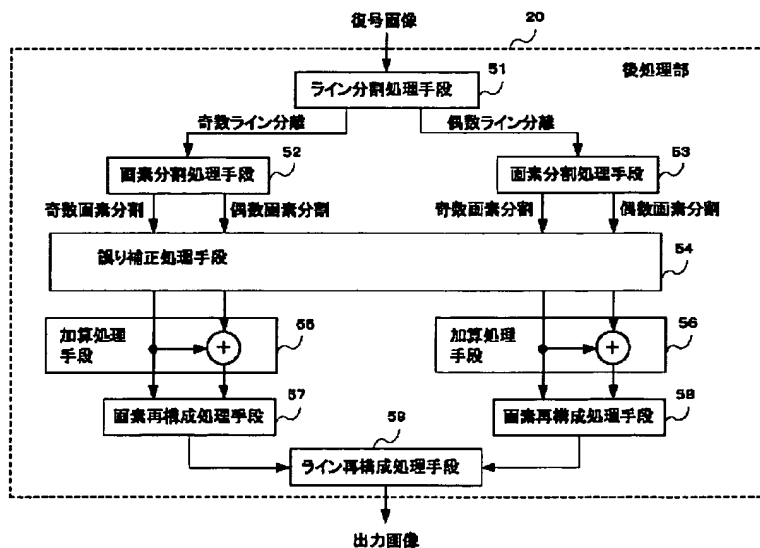 復号画像
20
後処理部
51
ライン分割処理手段
奇数ライン分離
偶数ライン分離
52
画素分割処理手段
53
画素分割処理手段
奇数画素分割
偶数画素分割
奇数画素分割
偶数画素分割
誤り補正処理手段
54
加算処理
手段
55
加算処理
手段
56
画素再構成処理手段
57
画素再構成処理手段
58
59
ライン再構成処理手段
出力画像